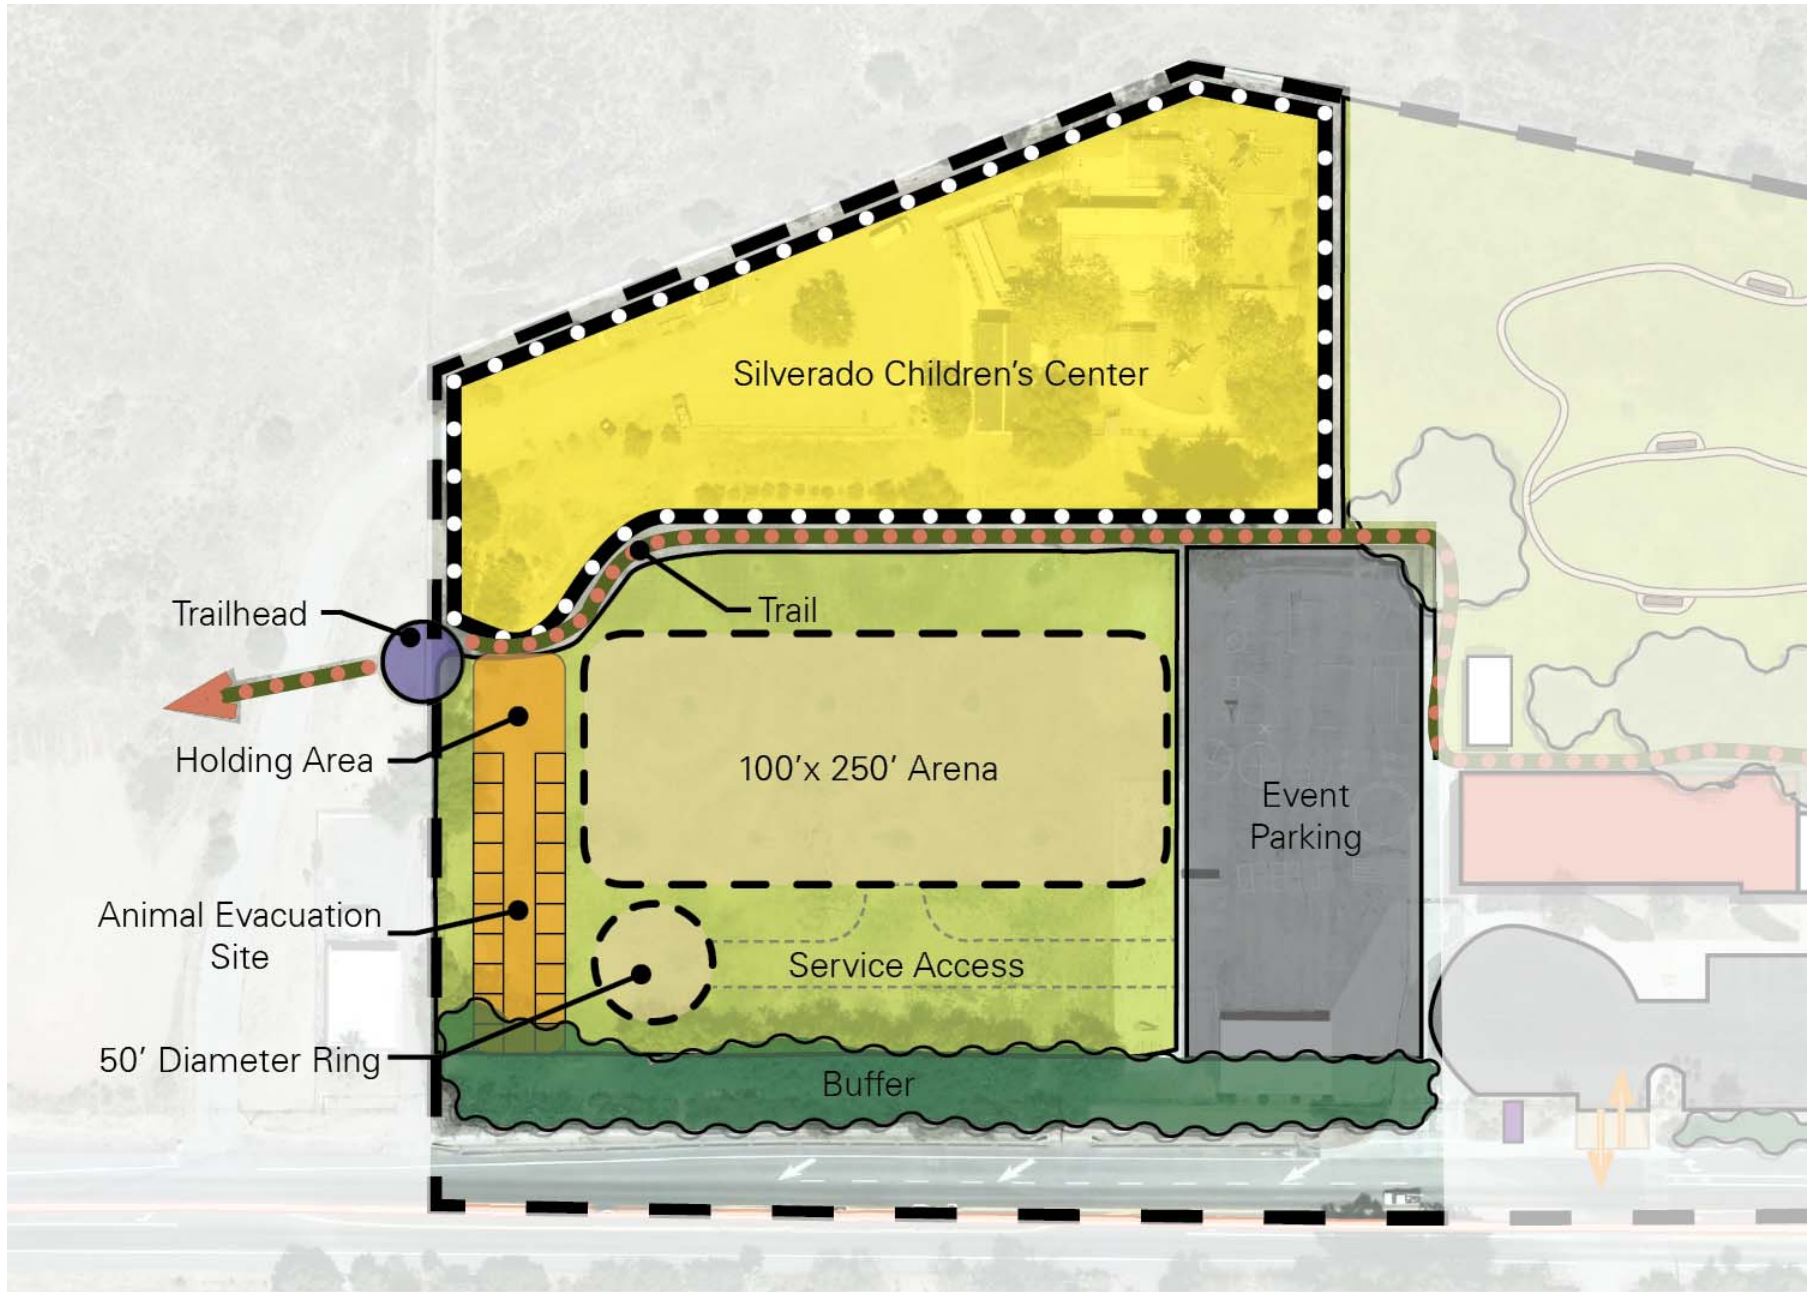 Silverado Children's Center
Trailhead
Trail
Holding Area
100'x 250' Arena
Event
Parking
Animal Evacuation
Site
Service Access
50' Diameter Ring
Buffer